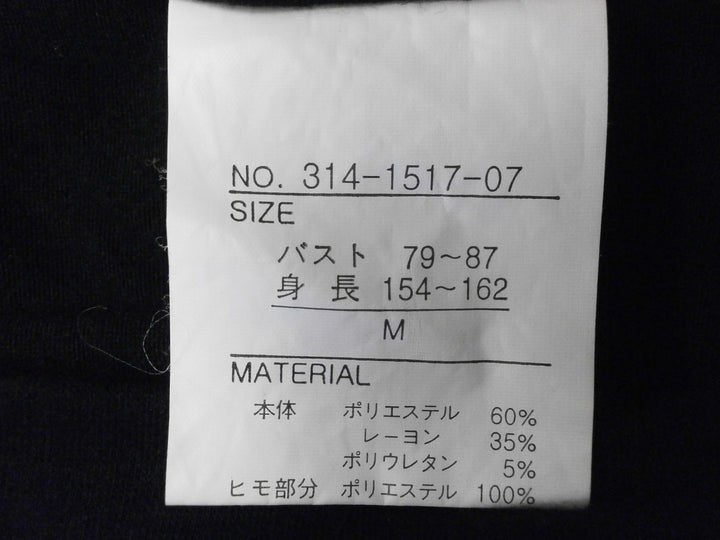 NO. 314-1517-07
SIZE
バスト 79~87
身長 154~162
M
MATERIAL
本体 ポリエステル 60%
レーヨン 35%
ポリウレタン 5%
ヒモ部分 ポリエステル 100%